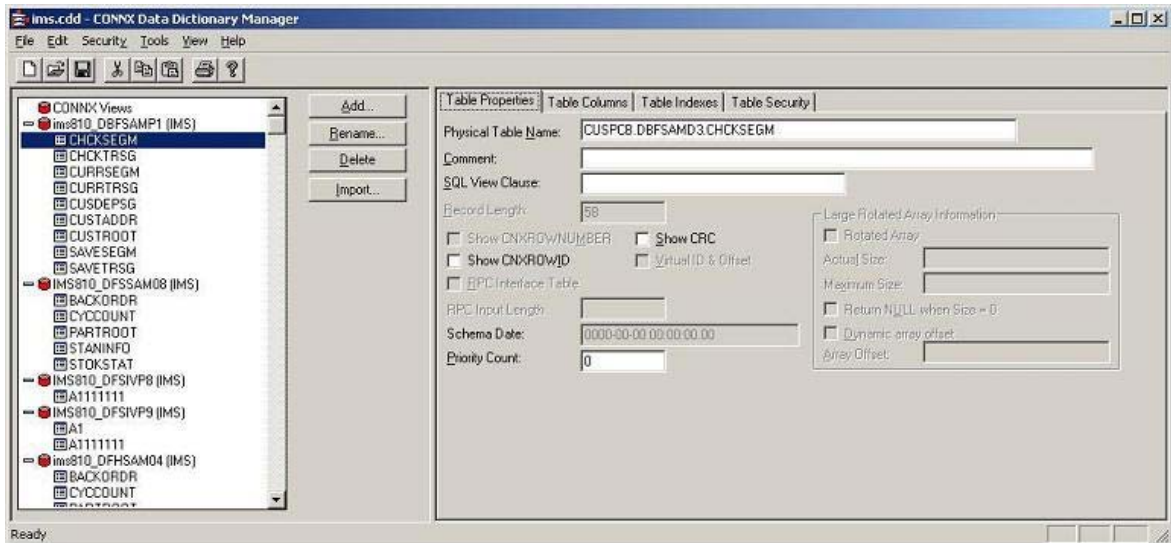 ims.cdd - CONNX Data Dictionary Manager
File Edit Security Tools View Help
CONNX Views
ims810_DBFSAMP1 (IMS)
CHCKSEGM
CHCKTRSG
CURRSEGM
CURRTRSG
CUSDEPSG
CUSTADDR
CUSTROOT
SAVESEGM
SAVETRSG
IMS810_DFSSAM08 (IMS)
BACKORDR
CYCCOUNT
PARTROOT
STANINFO
STOKSTAT
IMS810_DFSIVP8 (IMS)
A1111111
IMS810_DFSIVP9 (IMS)
A1
A1111111
ims810_DFHSAM04 (IMS)
BACKORDR
CYCCOUNT
PARTROOT
Add...
Rename...
Delete
Import...
Table Properties Table Columns Table Indexes Table Security
Physical Table Name: CUSPCB.DBFSAMD3.CHCKSEGM
Comment:
SQL View Clause:
Record Length: 58
Show CNXROWNUMBER Show CRC
Show CNXROWID Virtual ID & Offset
RPC Interface Table
RPC Input Length
Schema Date: 0000-00-00 00:00:00.00
Priority Count: 0
Large Rotated Array Information
Rotated Array
Actual Size:
Maximum Size:
Return NULL when Size = 0
Dynamic array offset
Array Offset:
Ready